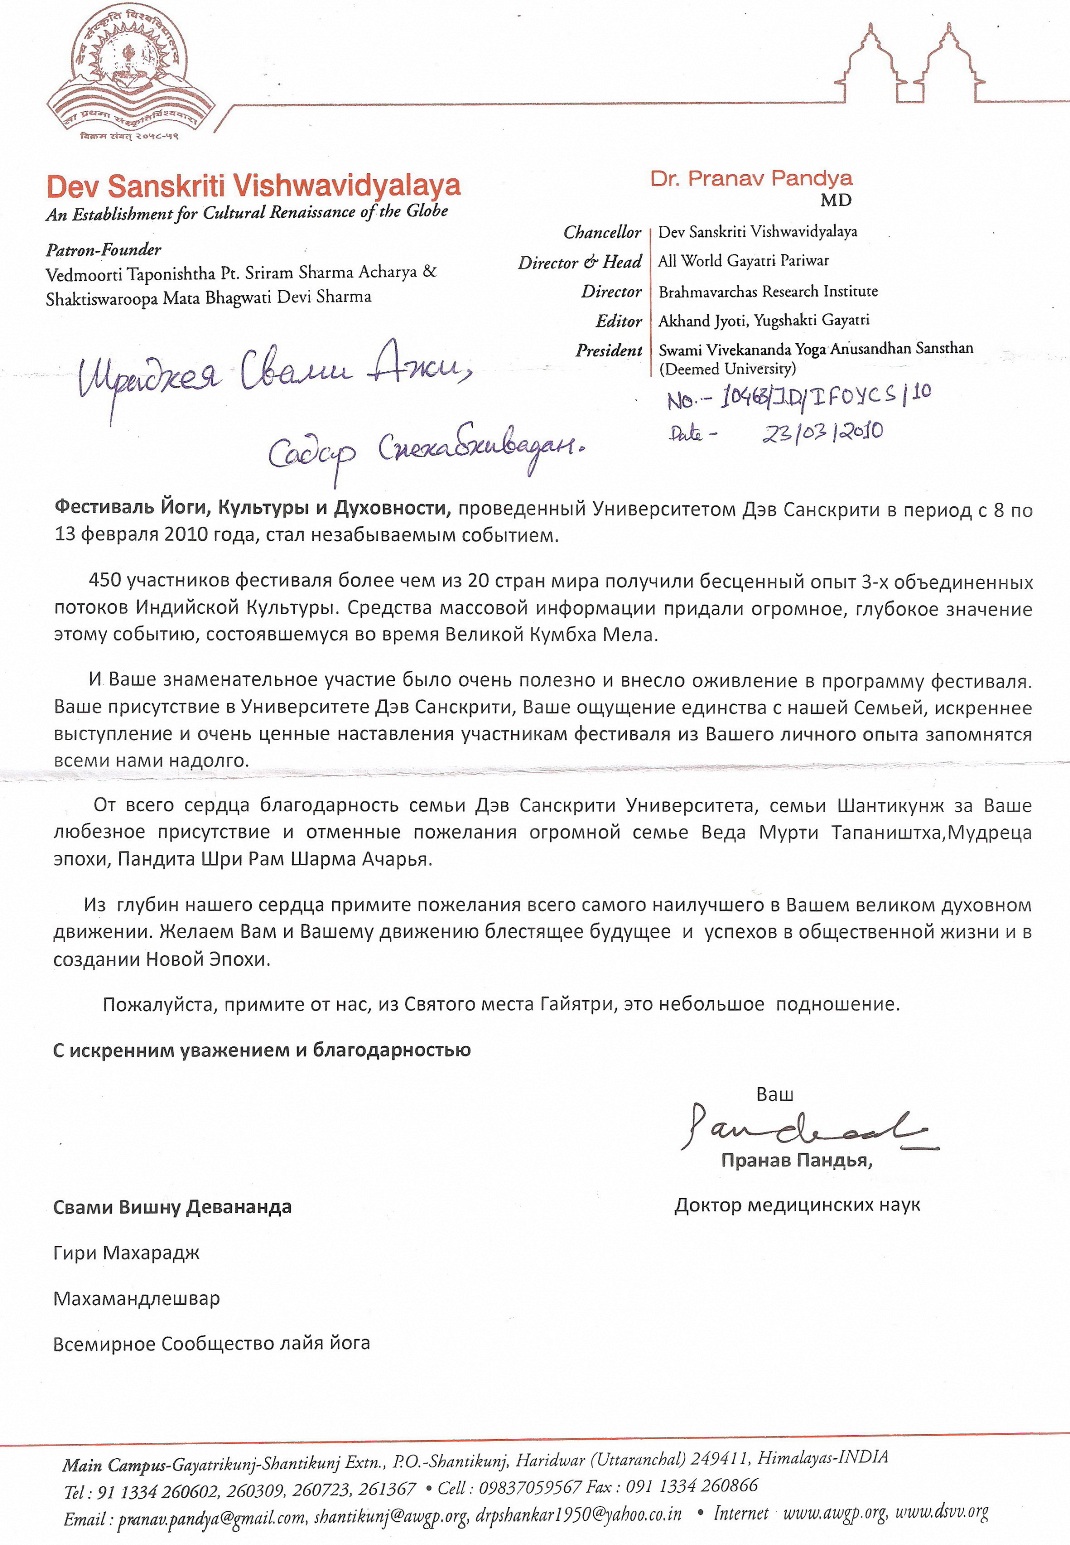 देव संस्कृति विश्वविद्यालय
सा प्रथमा संस्कृतिर्विश्ववारा
विक्रम संवत् २०५८-५९
Dev Sanskriti Vishwavidyalaya
An Establishment for Cultural Renaissance of the Globe
Patron-Founder
Vedmoorti Taponishtha Pt. Sriram Sharma Acharya &
Shaktiswaroopa Mata Bhagwati Devi Sharma
Dr. Pranav Pandya
MD
Chancellor Dev Sanskriti Vishwavidyalaya
Director & Head All World Gayatri Pariwar
Director Brahmavarchas Research Institute
Editor Akhand Jyoti, Yugshakti Gayatri
President Swami Vivekananda Yoga Anusandhan Sansthan
(Deemed University)
No.- 10463/I.D/IFOYCS/10
Date - 23/03/2010
Шраджея Свами Джи,
Садар Снехабхивадан.
Фестиваль Йоги, Культуры и Духовности, проведенный Университетом Дэв Санскрити в период с 8 по
13 февраля 2010 года, стал незабываемым событием.
450 участников фестиваля более чем из 20 стран мира получили бесценный опыт 3-х объединенных
потоков Индийской Культуры. Средства массовой информации придали огромное, глубокое значение
этому событию, состоявшемуся во время Великой Кумбха Мела.
И Ваше знаменательное участие было очень полезно и внесло оживление в программу фестиваля.
Ваше присутствие в Университете Дэв Санскрити, Ваше ощущение единства с нашей Семьей, искреннее
выступление и очень ценные наставления участникам фестиваля из Вашего личного опыта запомнятся
всеми нами надолго.
От всего сердца благодарность семьи Дэв Санскрити Университета, семьи Шантикунж за Ваше
любезное присутствие и отменные пожелания огромной семье Веда Мурти Тапаништха,Мудреца
эпохи, Пандита Шри Рам Шарма Ачарья.
Из глубин нашего сердца примите пожелания всего самого наилучшего в Вашем великом духовном
движении. Желаем Вам и Вашему движению блестящее будущее и успехов в общественной жизни и в
создании Новой Эпохи.
Пожалуйста, примите от нас, из Святого места Гайятри, это небольшое подношение.
С искренним уважением и благодарностью
Ваш
Пранав Пандья,
Доктор медицинских наук
Свами Вишну Девананда
Гири Махарадж
Махамандлешвар
Всемирное Сообщество лайя йога
Main Campus-Gayatrikunj-Shantikunj Extn., P.O.-Shantikunj, Haridwar (Uttaranchal) 249411, Himalayas-INDIA
Tel : 91 1334 260602, 260309, 260723, 261367 • Cell : 09837059567 Fax : 091 1334 260866
Email : pranav.pandya@gmail.com, shantikunj@awgp.org, drpshankar1950@yahoo.co.in • Internet www.awgp.org, www.dsvv.org